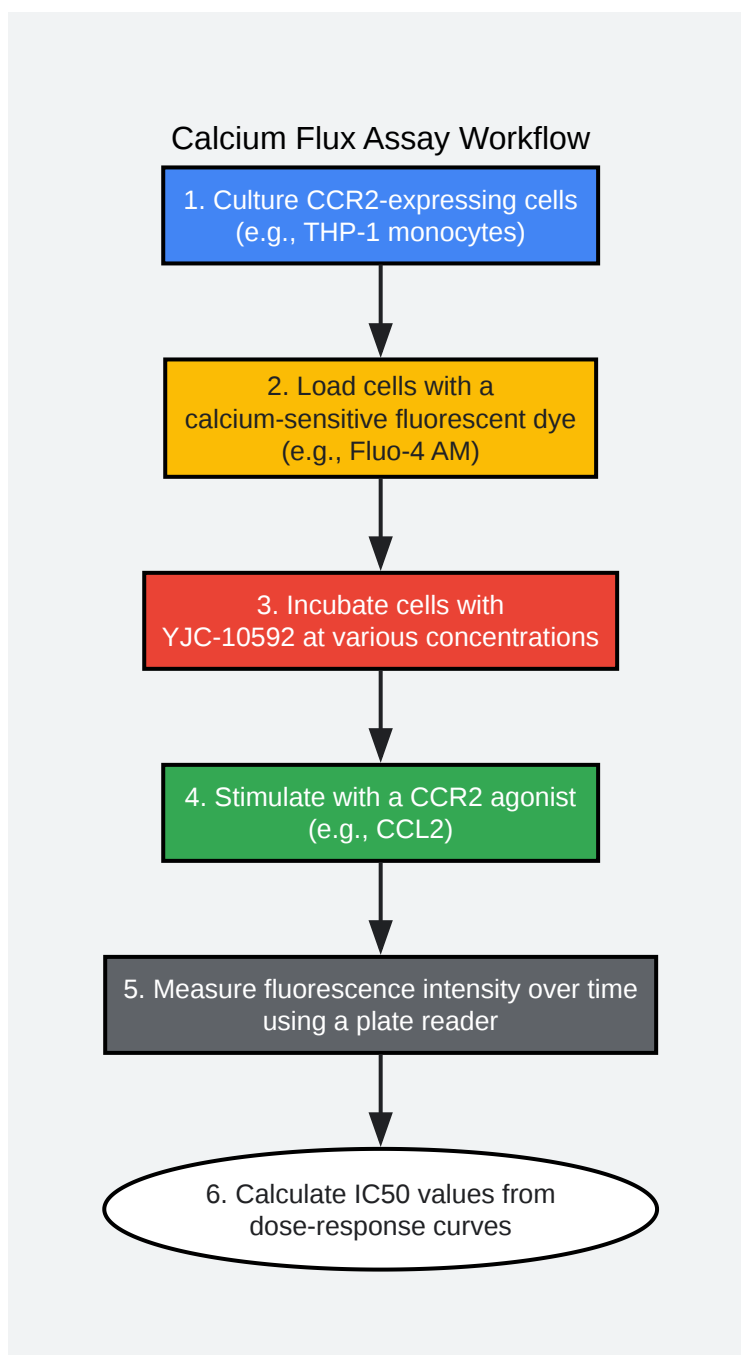 Calcium Flux Assay Workflow
1. Culture CCR2-expressing cells
(e.g., THP-1 monocytes)
2. Load cells with a
calcium-sensitive fluorescent dye
(e.g., Fluo-4 AM)
3. Incubate cells with
YJC-10592 at various concentrations
4. Stimulate with a CCR2 agonist
(e.g., CCL2)
5. Measure fluorescence intensity over time
using a plate reader
6. Calculate IC50 values from
dose-response curves